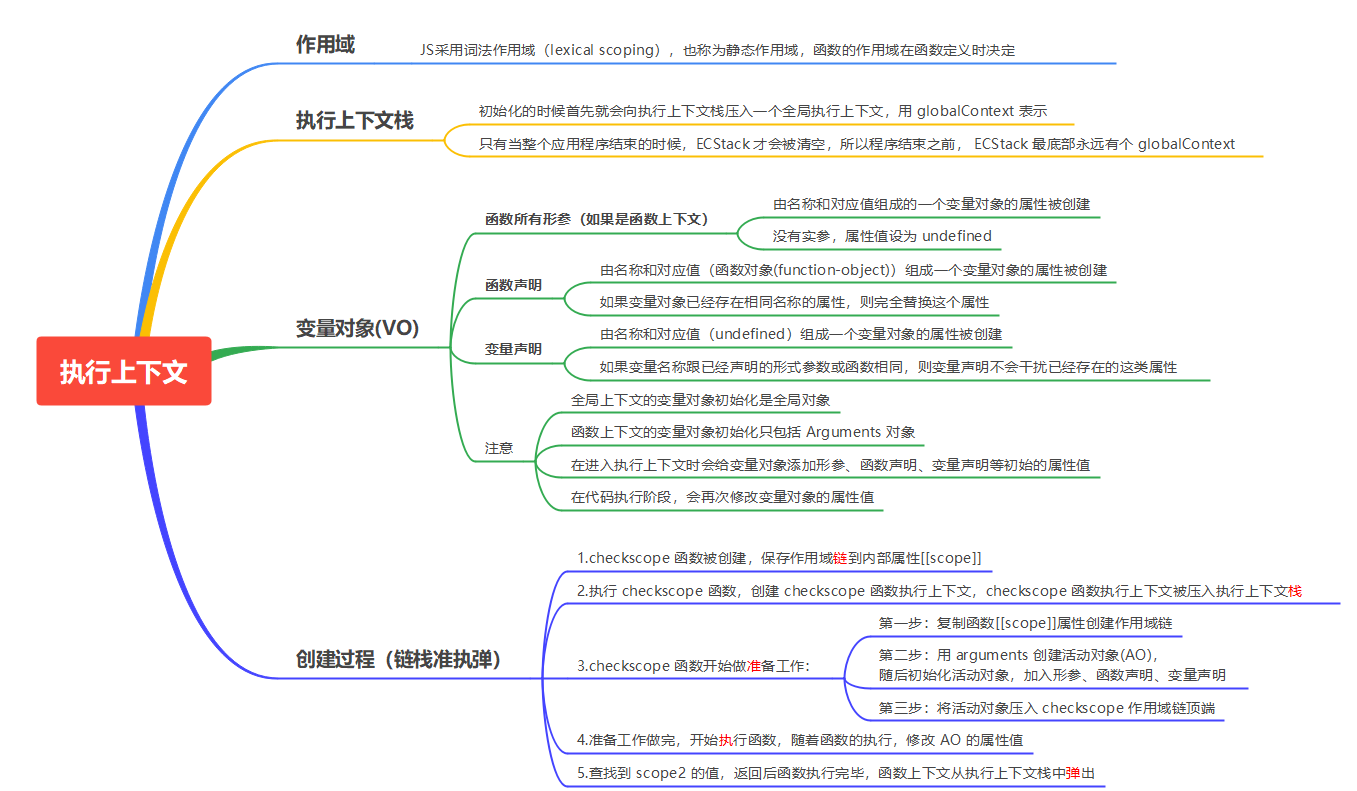 执行上下文
作用域
JS采用词法作用域（lexical scoping），也称为静态作用域，函数的作用域在函数定义时决定
执行上下文栈
初始化的时候首先就会向执行上下文栈压入一个全局执行上下文，用 globalContext 表示
只有当整个应用程序结束的时候，ECStack 才会被清空，所以程序结束之前， ECStack 最底部永远有个 globalContext
变量对象(VO)
函数所有形参（如果是函数上下文）
由名称和对应值组成的一个变量对象的属性被创建
没有实参，属性值设为 undefined
函数声明
由名称和对应值（函数对象(function-object)）组成一个变量对象的属性被创建
如果变量对象已经存在相同名称的属性，则完全替换这个属性
变量声明
由名称和对应值（undefined）组成一个变量对象的属性被创建
如果变量名称跟已经声明的形式参数或函数相同，则变量声明不会干扰已经存在的这类属性
注意
全局上下文的变量对象初始化是全局对象
函数上下文的变量对象初始化只包括 Arguments 对象
在进入执行上下文时会给变量对象添加形参、函数声明、变量声明等初始的属性值
在代码执行阶段，会再次修改变量对象的属性值
创建过程（链栈准执弹）
1.checkscope 函数被创建，保存作用域链到内部属性[[scope]]
2.执行 checkscope 函数，创建 checkscope 函数执行上下文，checkscope 函数执行上下文被压入执行上下文栈
3.checkscope 函数开始做准备工作：
第一步：复制函数[[scope]]属性创建作用域链
第二步：用 arguments 创建活动对象(AO)，
随后初始化活动对象，加入形参、函数声明、变量声明
第三步：将活动对象压入 checkscope 作用域链顶端
4.准备工作做完，开始执行函数，随着函数的执行，修改 AO 的属性值
5.查找到 scope2 的值，返回后函数执行完毕，函数上下文从执行上下文栈中弹出